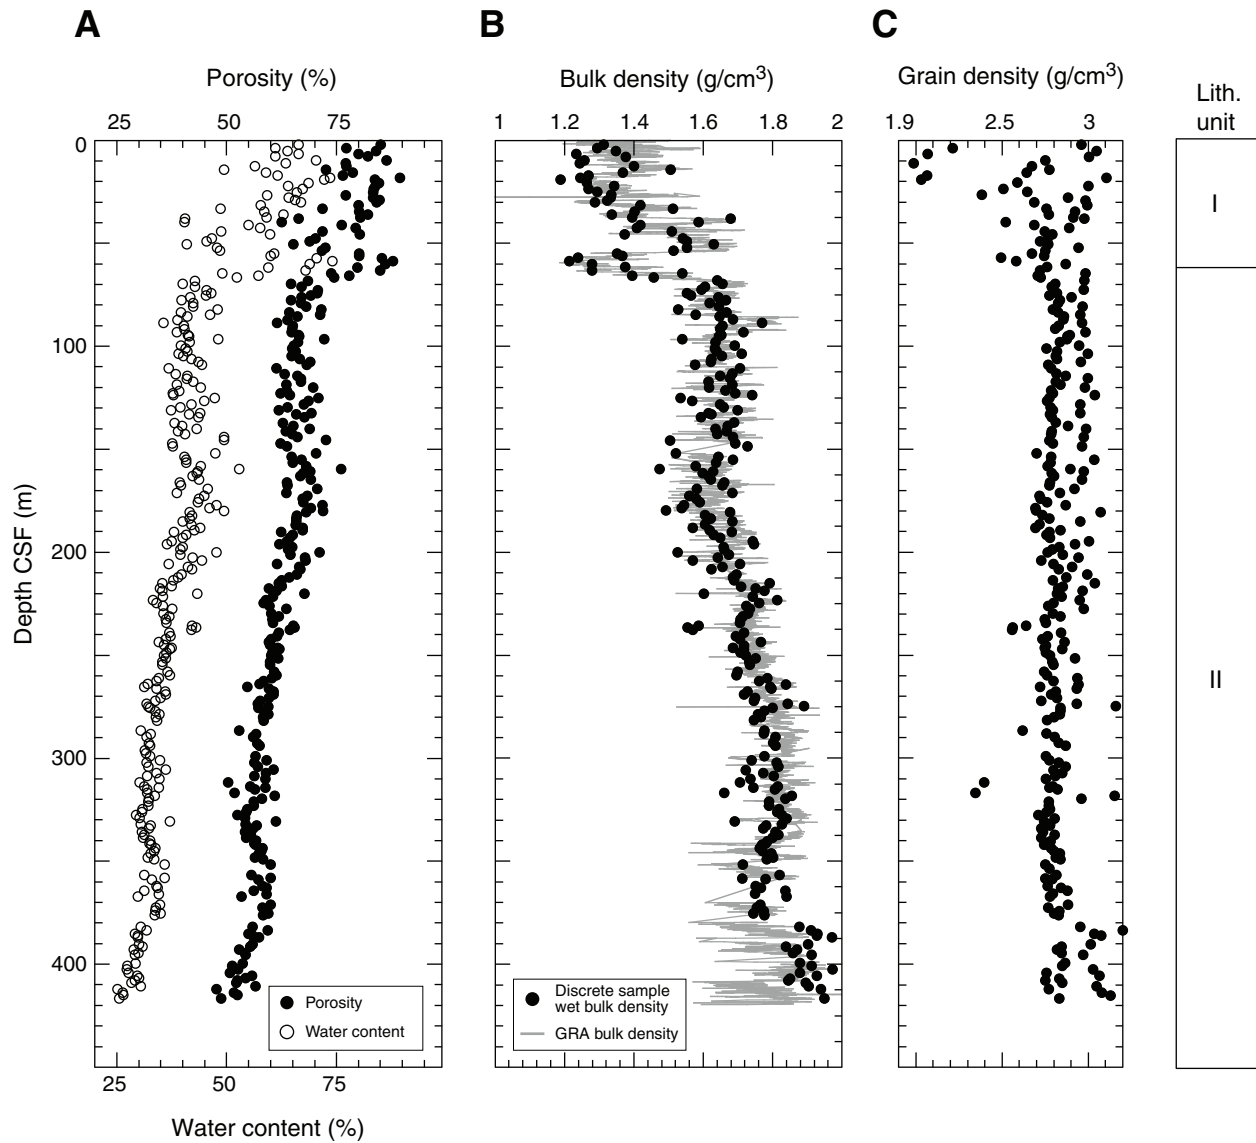 A
B
C
Porosity (%)
Bulk density (g/cm3)
Grain density (g/cm3)
Lith.
unit
25 50 75
1 1.2 1.4 1.6 1.8 2
1.9 2.5 3
0
100
200
300
400
Depth CSF (m)
I
II
Porosity
Water content
Discrete sample
wet bulk density
GRA bulk density
25 50 75
Water content (%)